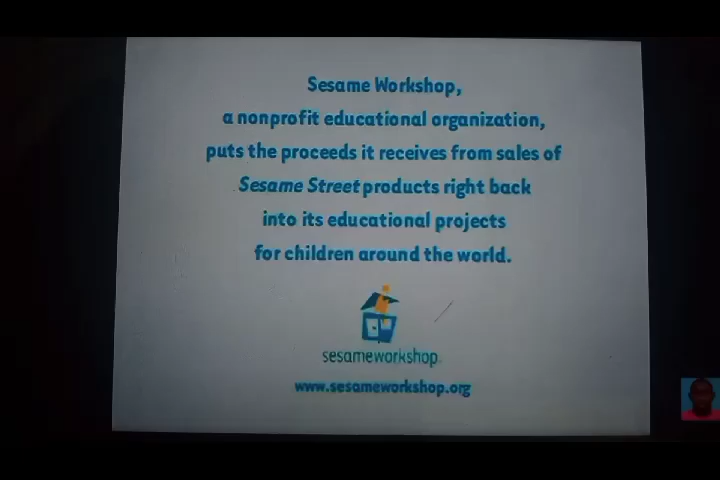 Sesame Workshop,
a nonprofit educational organization,
puts the proceeds it receives from sales of
Sesame Street products right back
into its educational projects
for children around the world.
sesameworkshop.
www.sesameworkshop.org